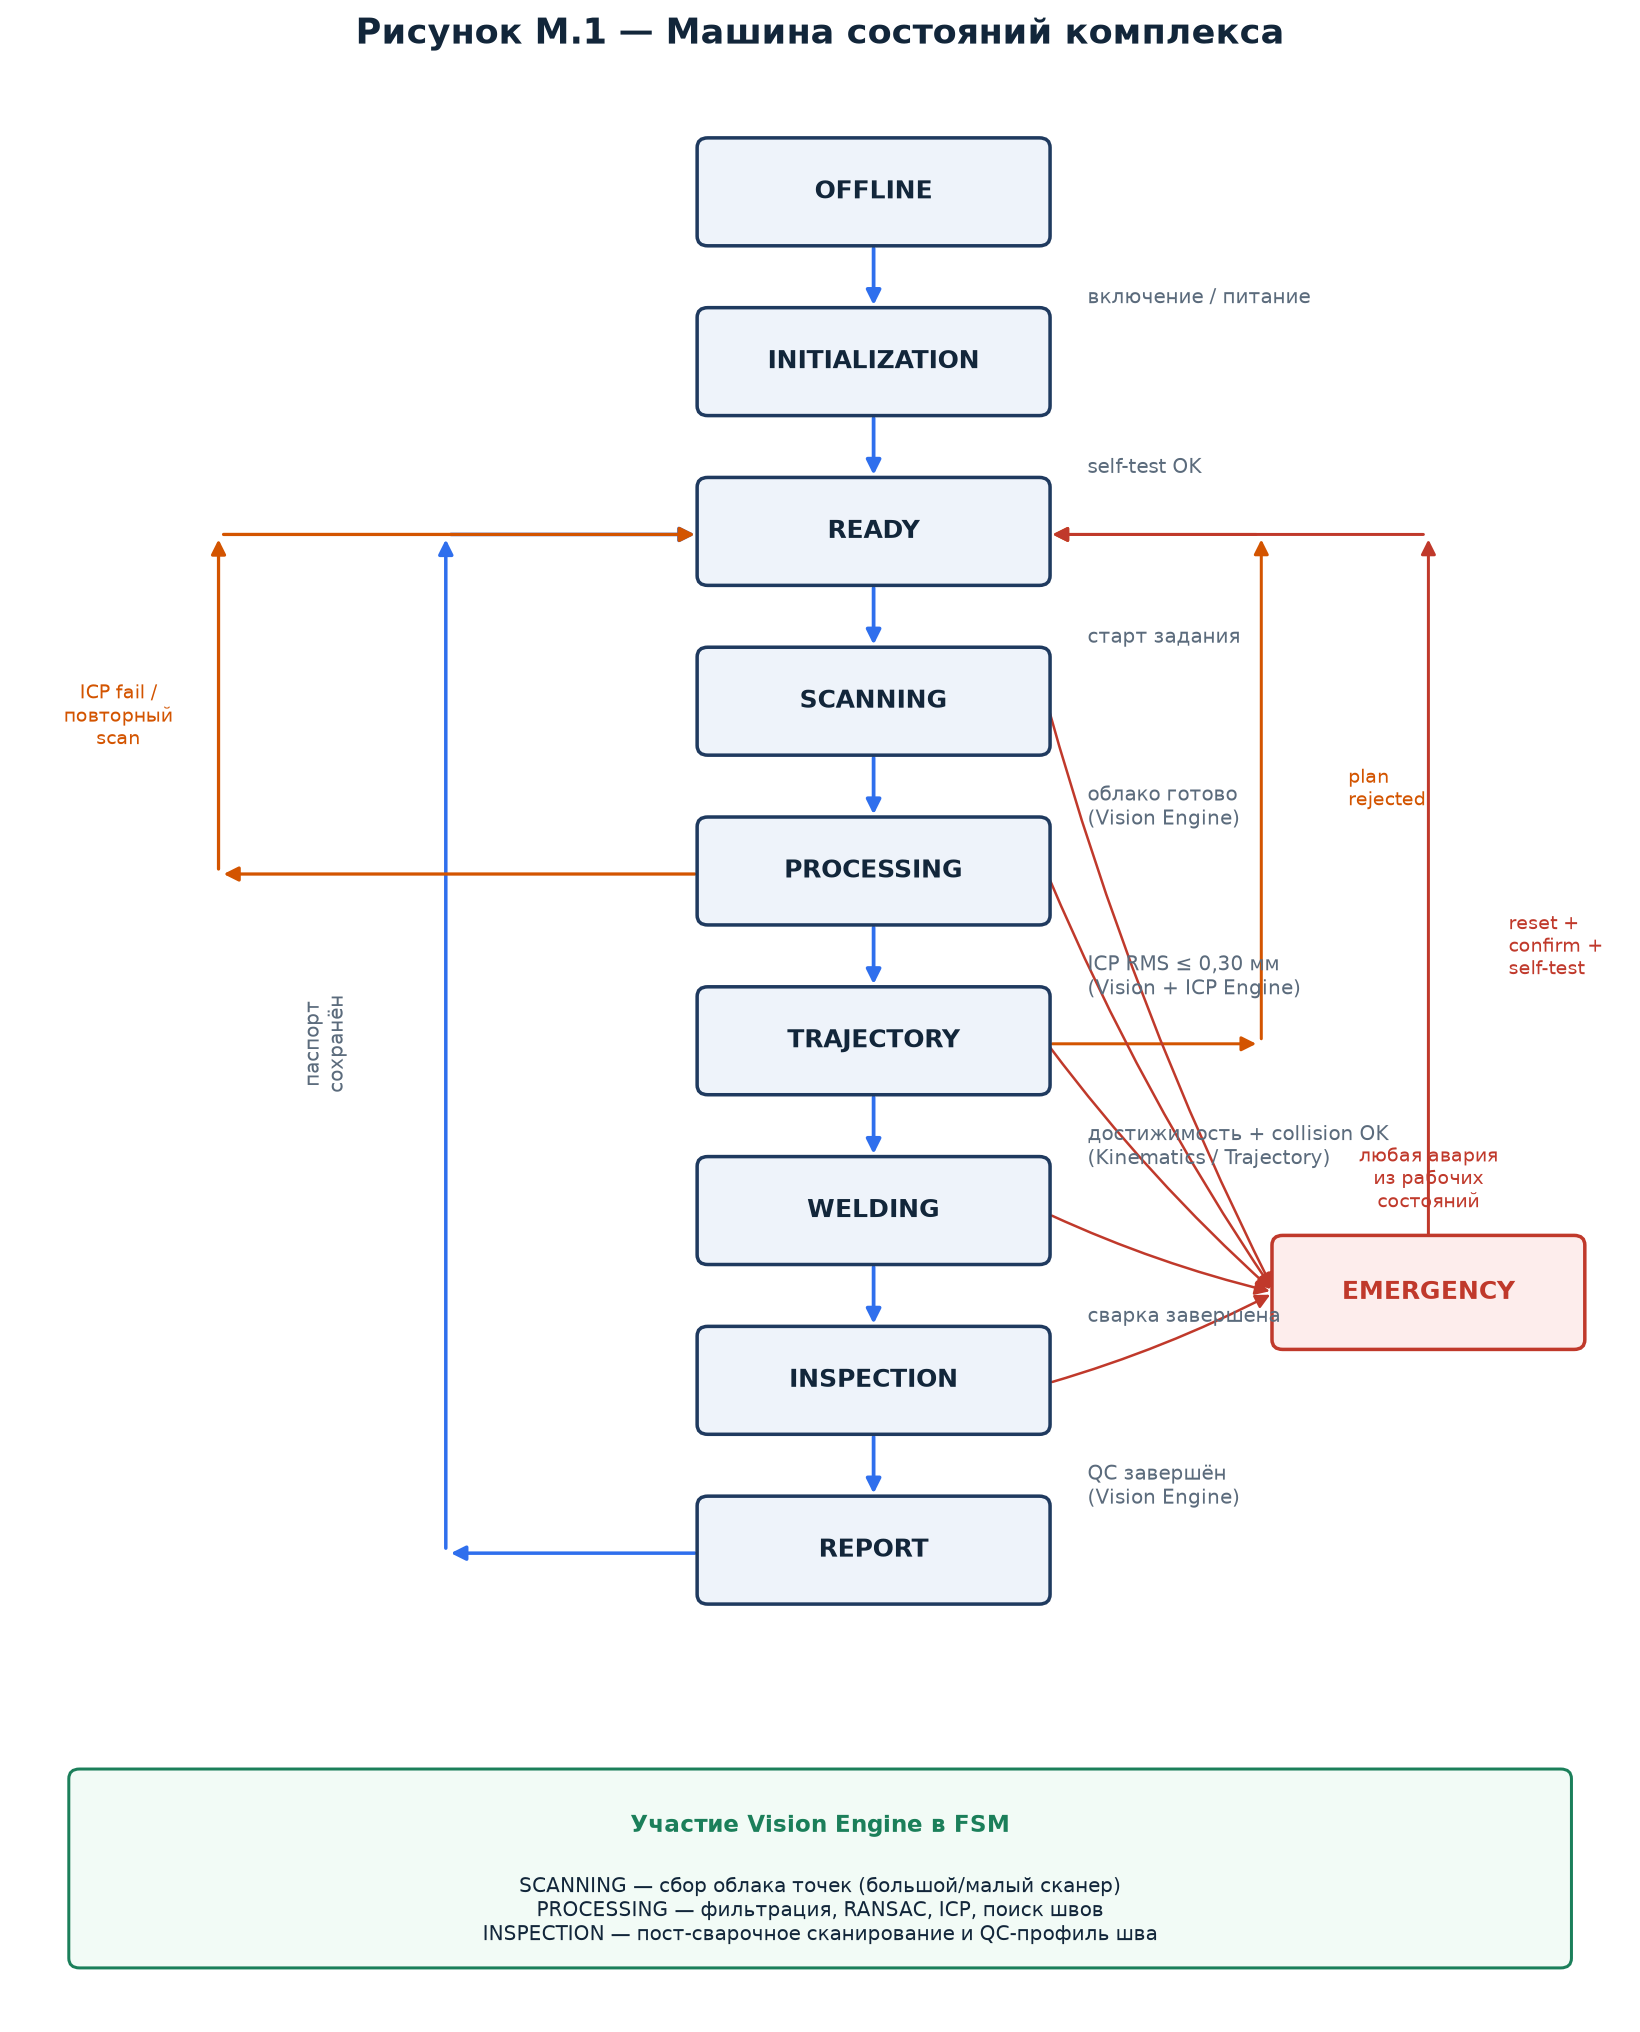 Рисунок М.1 — Машина состояний комплекса
OFFLINE
включение / питание
INITIALIZATION
self-test OK
READY
старт задания
SCANNING
ICP fail /
повторный
scan
облако готово
(Vision Engine)
plan
rejected
PROCESSING
reset +
confirm +
self-test
ICP RMS ≤ 0,30 мм
(Vision + ICP Engine)
паспорт
сохранён
TRAJECTORY
достижимость + collision OK
(Kinematics / Trajectory)
любая авария
из рабочих
состояний
WELDING
EMERGENCY
сварка завершена
INSPECTION
QC завершён
(Vision Engine)
REPORT
Участие Vision Engine в FSM
SCANNING — сбор облака точек (большой/малый сканер)
PROCESSING — фильтрация, RANSAC, ICP, поиск швов
INSPECTION — пост-сварочное сканирование и QC-профиль шва